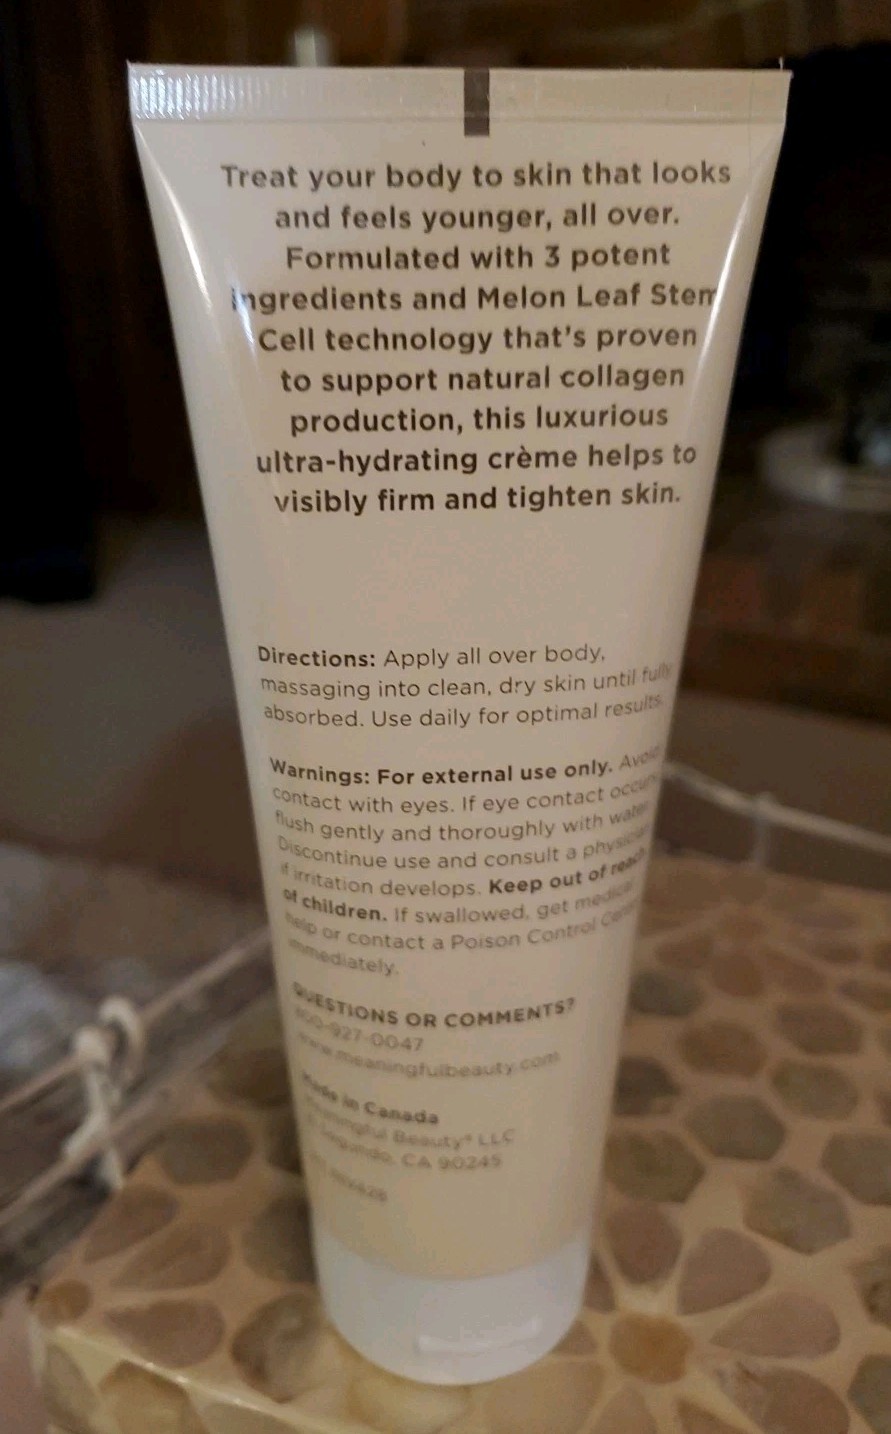 Treat your body to skin that looks
and feels younger, all over.
Formulated with 3 potent
ingredients and Melon Leaf Stem
Cell technology that's proven
to support natural collagen
production, this luxurious
ultra-hydrating crème helps to
visibly firm and tighten skin.
Directions: Apply all over body,
massaging into clean, dry skin until fully
absorbed. Use daily for optimal results.
Warnings: For external use only. Avoid
contact with eyes. If eye contact occurs
flush gently and thoroughly with water.
Discontinue use and consult a physician
if irritation develops. Keep out of reach
of children. If swallowed, get medical
help or contact a Poison Control Center
immediately.
QUESTIONS OR COMMENTS?
800-927-0047
www.meaningfulbeauty.com
Made in Canada
Meaningful Beauty® LLC
El Segundo, CA 90245